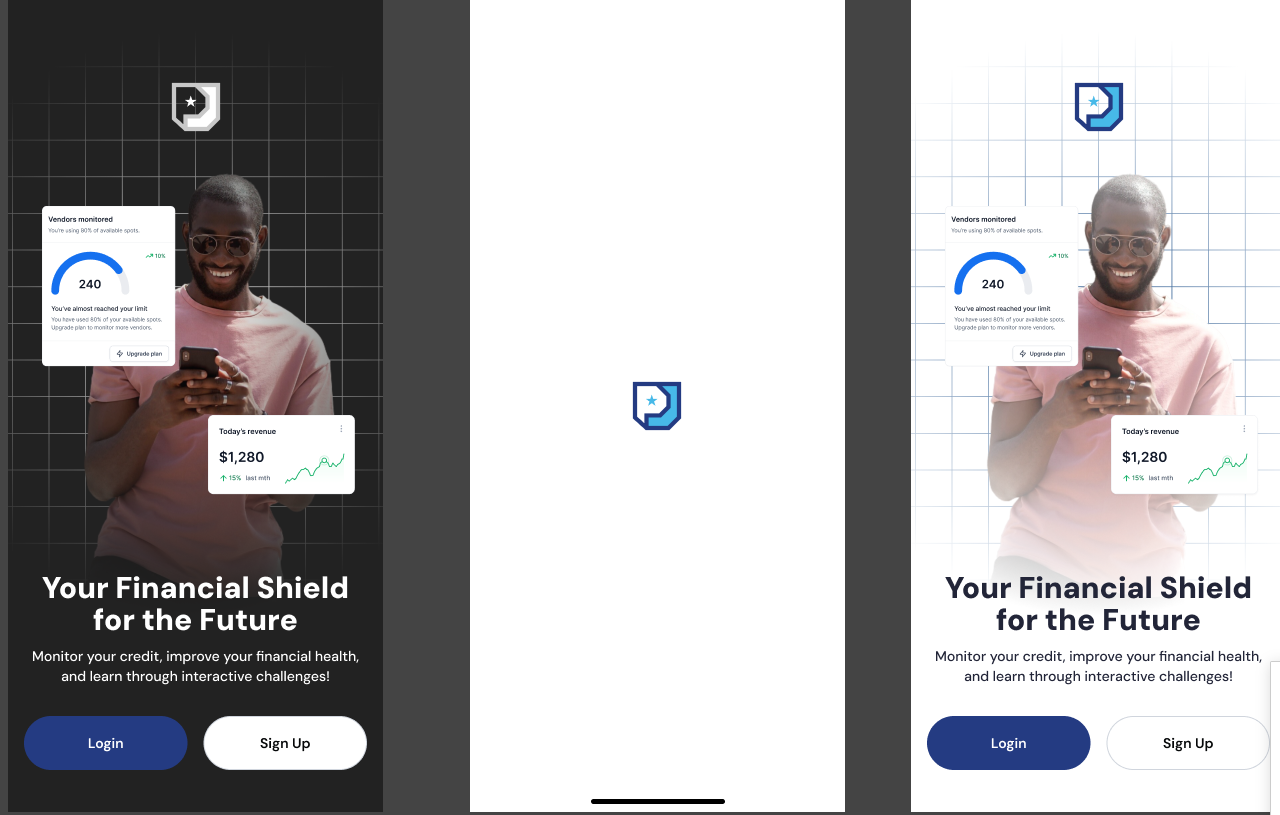 Vendors monitored
You're using 80% of available spots.
10%
240
You've almost reached your limit
You have used 80% of your available spots.
Upgrade plan to monitor more vendors.
Upgrade plan
Today's revenue
$1,280
15% last mth
Your Financial Shield
for the Future
Monitor your credit, improve your financial health,
and learn through interactive challenges!
Login
Sign Up
Vendors monitored
You're using 80% of available spots.
10%
240
You've almost reached your limit
You have used 80% of your available spots.
Upgrade plan to monitor more vendors.
Upgrade plan
Today's revenue
$1,280
15% last mth
Your Financial Shield
for the Future
Monitor your credit, improve your financial health,
and learn through interactive challenges!
Login
Sign Up